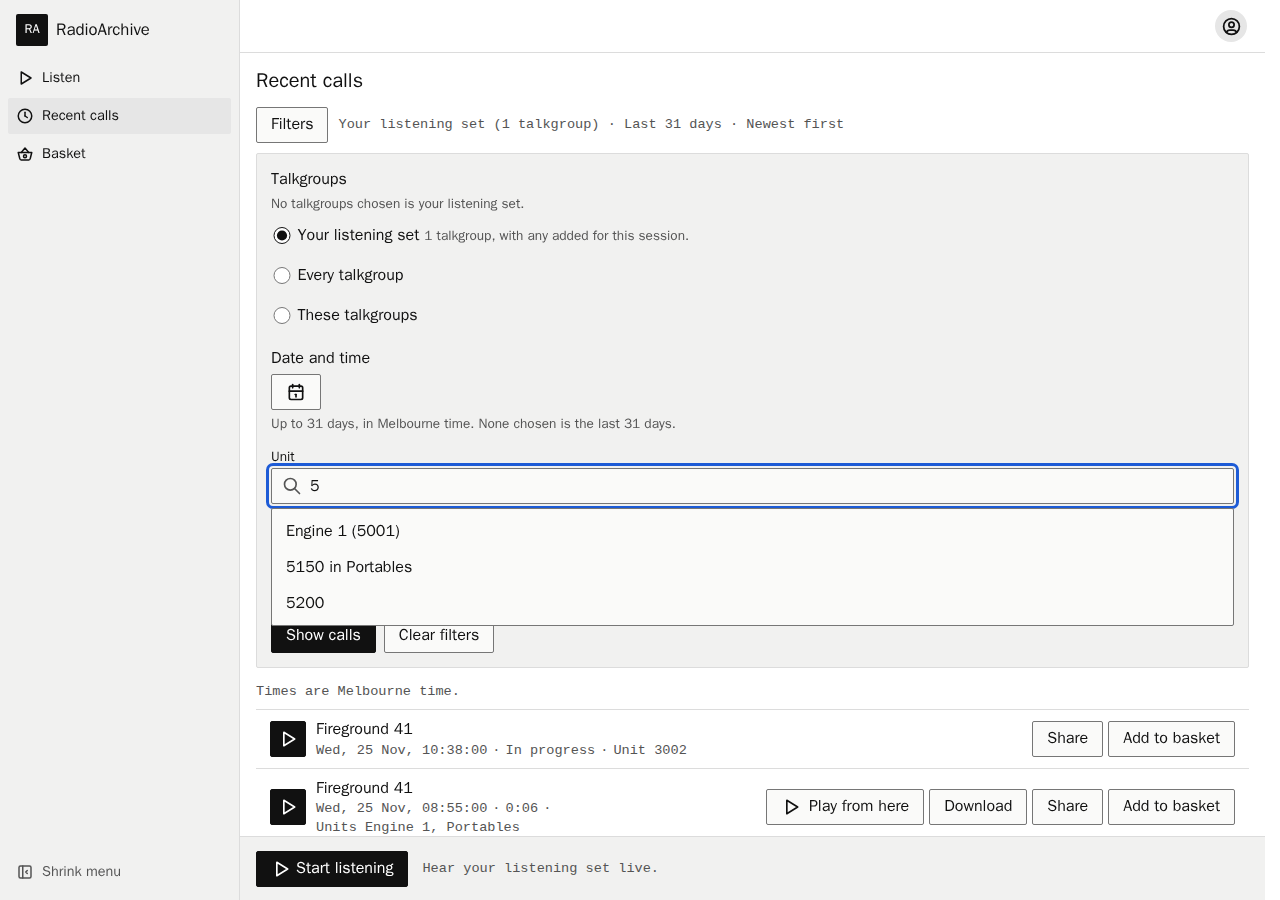 RA RadioArchive
Listen
Recent calls
Basket
Shrink menu
Recent calls
Filters Your listening set (1 talkgroup) · Last 31 days · Newest first
Talkgroups
No talkgroups chosen is your listening set.
Your listening set 1 talkgroup, with any added for this session.
Every talkgroup
These talkgroups
Date and time
Up to 31 days, in Melbourne time. None chosen is the last 31 days.
Unit
5
Engine 1 (5001)
5150 in Portables
5200
Show calls Clear filters
Times are Melbourne time.
Fireground 41
Wed, 25 Nov, 10:38:00 · In progress · Unit 3002
Share Add to basket
Fireground 41
Wed, 25 Nov, 08:55:00 · 0:06 ·
Units Engine 1, Portables
Play from here Download Share Add to basket
Start listening Hear your listening set live.